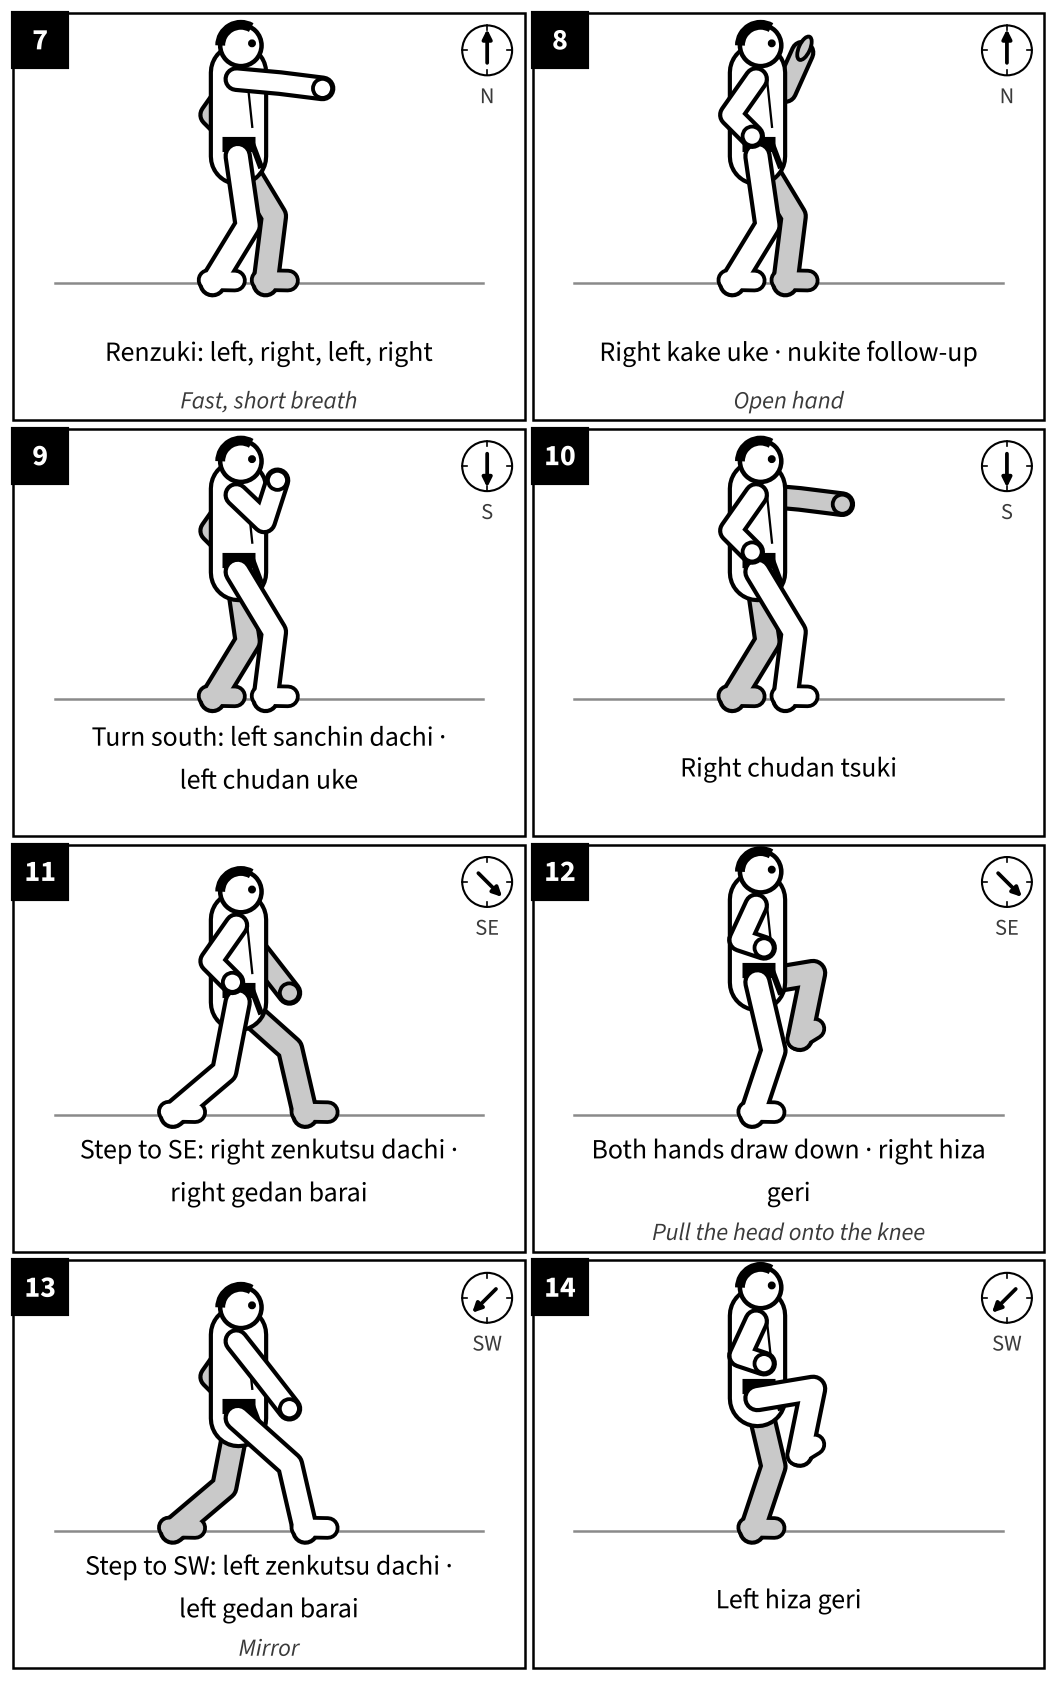 7
N
Renzuki: left, right, left, right
Fast, short breath
8
N
Right kake uke · nukite follow-up
Open hand
9
S
Turn south: left sanchin dachi ·
left chudan uke
10
S
Right chudan tsuki
11
SE
Step to SE: right zenkutsu dachi ·
right gedan barai
12
SE
Both hands draw down · right hiza
geri
Pull the head onto the knee
13
SW
Step to SW: left zenkutsu dachi ·
left gedan barai
Mirror
14
SW
Left hiza geri